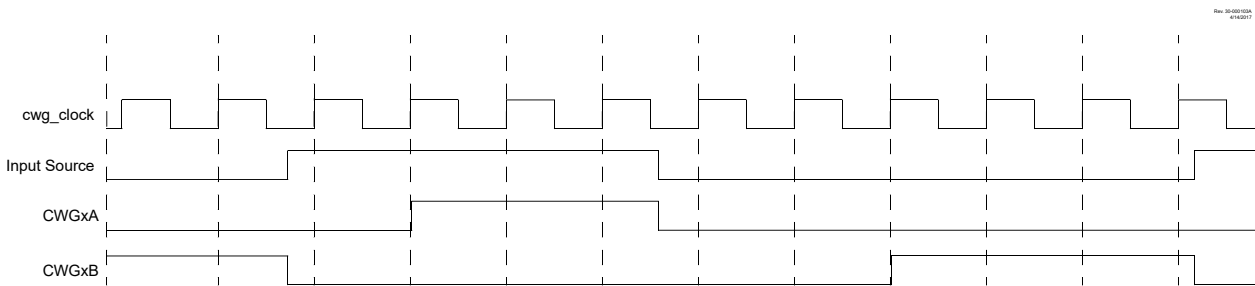 Rev. 30-000103A
4/14/2017
cwg_clock
Input Source
CWGxA
CWGxB